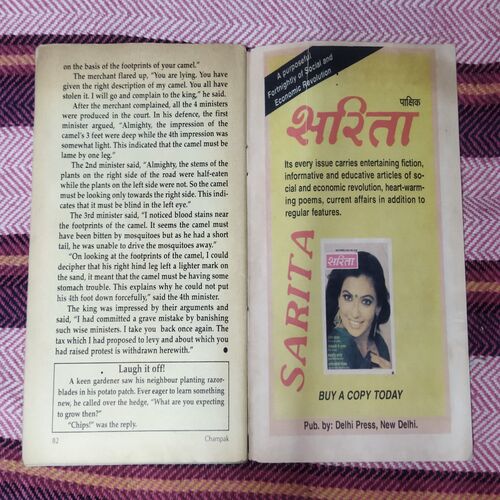 on the basis of the footprints of your camel."
The merchant flared up, "You are lying. You have
given the right description of my camel. You all have
stolen it. I will go and complain to the king," he said.
After the merchant complained, all the 4 ministers
were produced in the court. In his defence, the first
minister argued, "Almighty, the impression of the
camel's 3 feet were deep while the 4th impression was
somewhat light. This indicated that the camel must be
lame by one leg."
The 2nd minister said, "Almighty, the stems of the
plants on the right side of the road were half-eaten
while the plants on the left side were not. So the camel
must be looking only towards the right side. This indi-
cates that it must be blind in the left eye."
The 3rd minister said, "I noticed blood stains near
the footprints of the camel. It seems the camel must
have been bitten by mosquitoes but as he had a short
tail, he was unable to drive the mosquitoes away."
"On looking at the footprints of the camel, I could
decipher that his right hind leg left a lighter mark on
the sand, it meant that the camel must be having some
stomach trouble. This explains why he could not put
his 4th foot down forcefully," said the 4th minister.
The king was impressed by their arguments and
said, "I had committed a grave mistake by banishing
such wise ministers. I take you back once again. The
tax which I had proposed to levy and about which you
had raised protest is withdrawn herewith."
Laugh it off!
A keen gardener saw his neighbour planting razor-
blades in his potato patch. Ever eager to learn something
new, he called over the hedge, "What are you expecting
to grow then?"
"Chips!" was the reply.
82
Champak
A purposeful
Fortnightly of Social and
Economic Revolution
पाक्षिक
सरिता
Its every issue carries entertaining fiction,
informative and educative articles of so-
cial and economic revolution, heart-warm-
ing poems, current affairs in addition to
regular features.
SARITA
सरिता
BUY A COPY TODAY
Pub. by: Delhi Press, New Delhi.